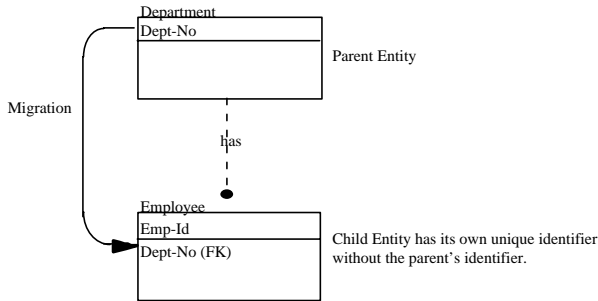 Department
Dept-No
Parent Entity
Migration
has
Employee
Emp-Id
Dept-No (FK)
Child Entity has its own unique identifier
without the parent’s identifier.